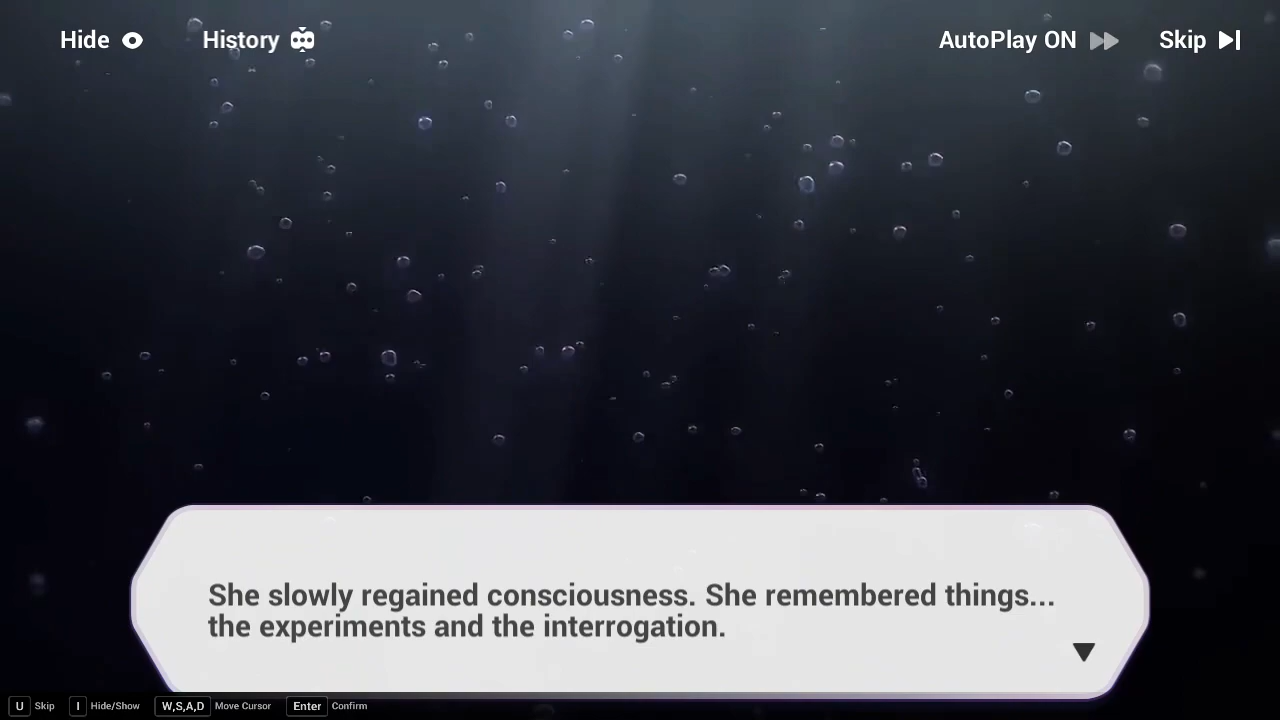 Hide
History
AutoPlay ON
Skip
She slowly regained consciousness. She remembered things...
the experiments and the interrogation.
U Skip I Hide/Show W,S,A,D Move Cursor Enter Confirm